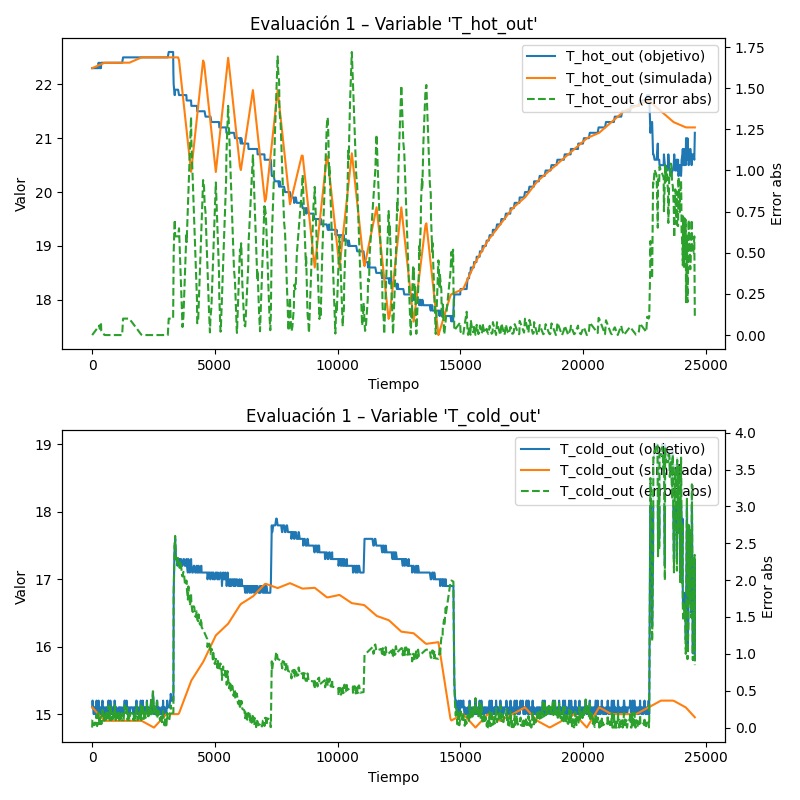 Evaluación 1 – Variable 'T_hot_out'
T_hot_out (objetivo)
T_hot_out (simulada)
T_hot_out (error abs)
Valor
22
21
20
19
18
1.75
1.50
1.25
1.00
0.75
0.50
0.25
0.00
Error abs
0 5000 10000 15000 20000 25000
Tiempo
Evaluación 1 – Variable 'T_cold_out'
T_cold_out (objetivo)
T_cold_out (simulada)
T_cold_out (error abs)
Valor
19
18
17
16
15
4.0
3.5
3.0
2.5
2.0
1.5
1.0
0.5
0.0
Error abs
0 5000 10000 15000 20000 25000
Tiempo